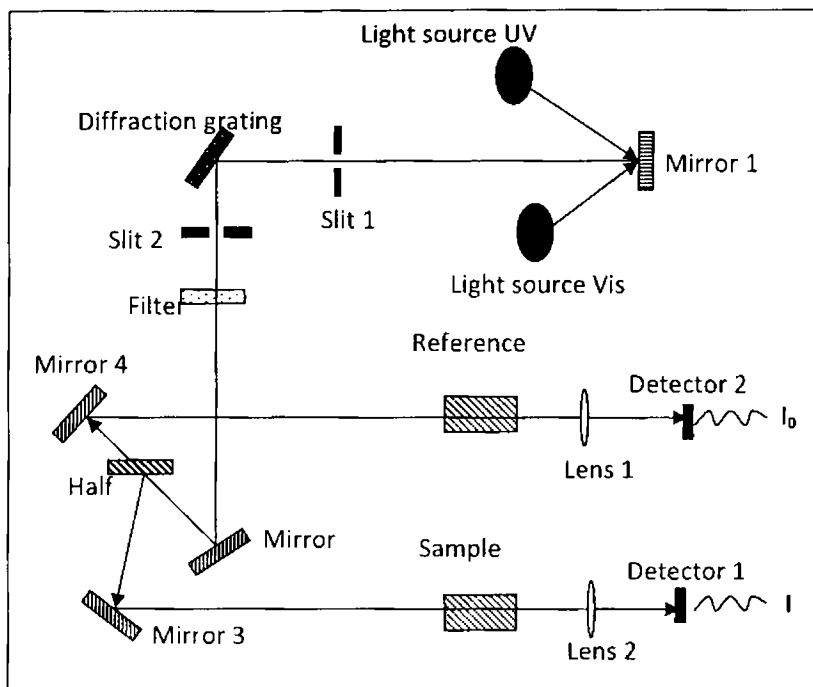 Light source UV
Diffraction grating
Mirror 1
Slit 1
Slit 2
Light source Vis
Filter
Reference
Mirror 4
Detector 2
I₀
Lens 1
Half
Mirror
Sample
Detector 1
I
Mirror 3
Lens 2